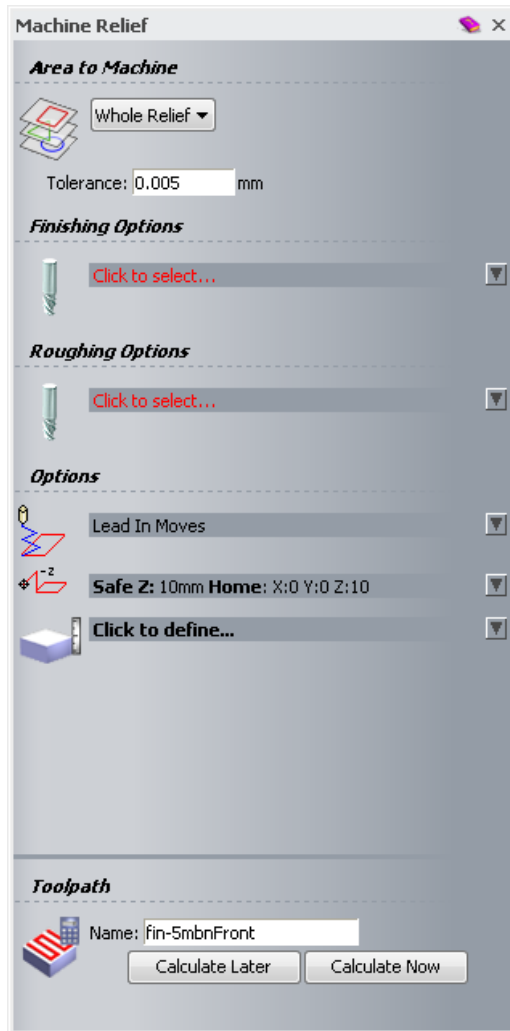 Machine Relief
Area to Machine
Whole Relief
Tolerance: 0.005 mm
Finishing Options
Click to select...
Roughing Options
Click to select...
Options
Lead In Moves
-Z
Safe Z: 10mm Home: X:0 Y:0 Z:10
Click to define...
Toolpath
Name: fin-5mbnFront
Calculate Later Calculate Now